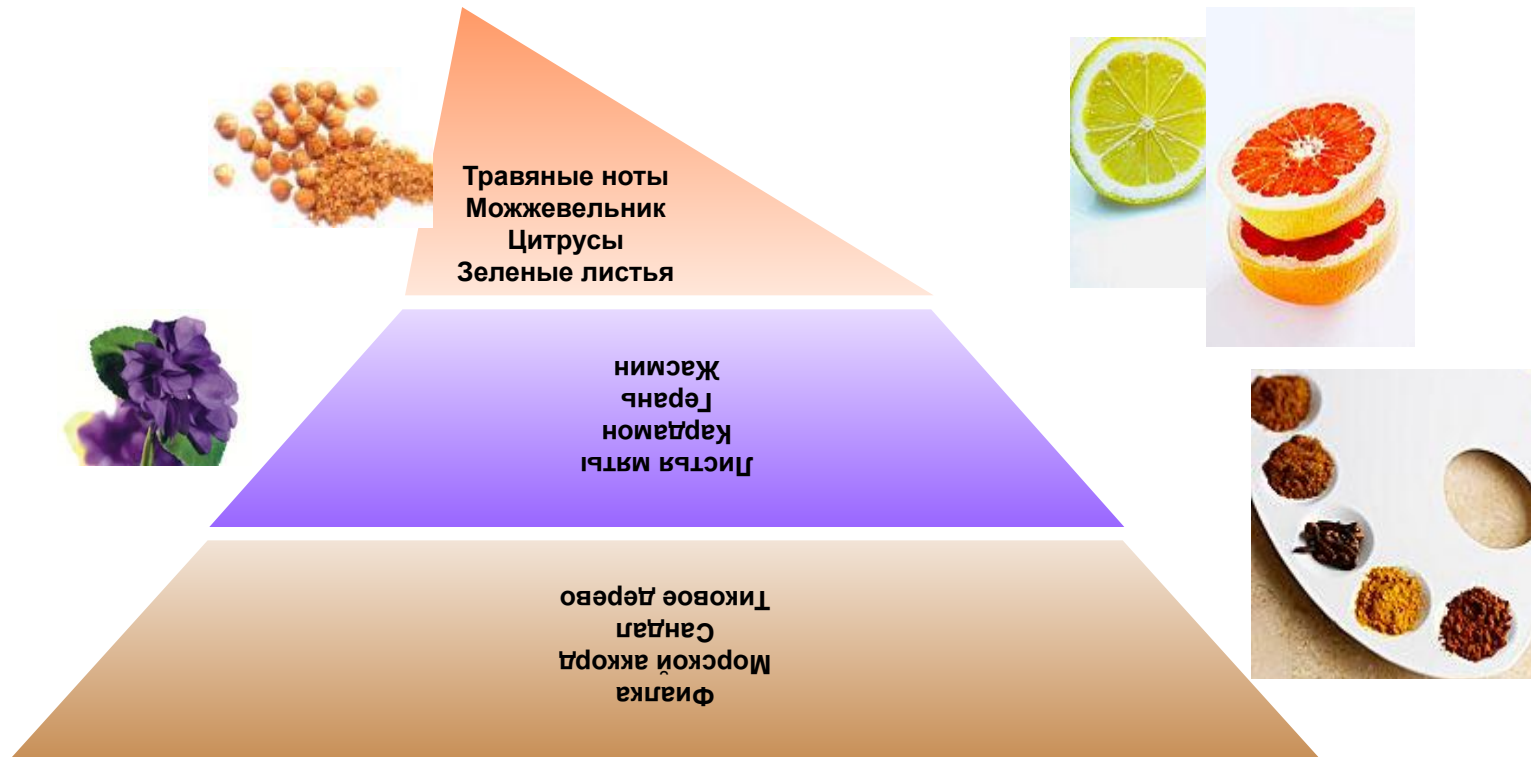 Травяные ноты
Можжевельник
Цитрусы
Зеленые листья
Листья мяты
Кардамон
Герань
Жасмин
Фиалка
Морской аккорд
Сандал
Тиковое дерево